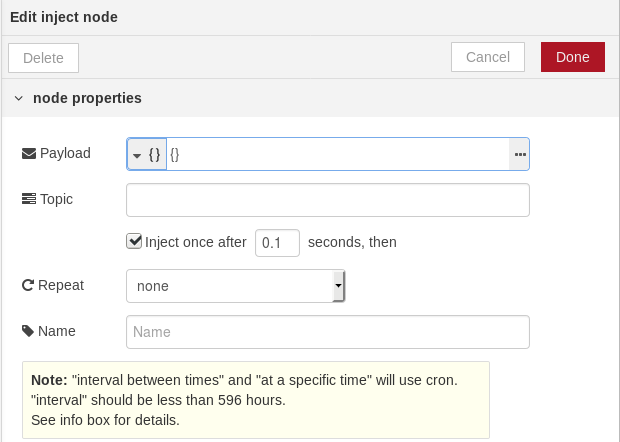 Edit inject node
Delete Cancel Done
node properties
Payload {} {} ...
Topic
Inject once after 0.1 seconds, then
Repeat none
Name Name
Note: "interval between times" and "at a specific time" will use cron.
"interval" should be less than 596 hours.
See info box for details.